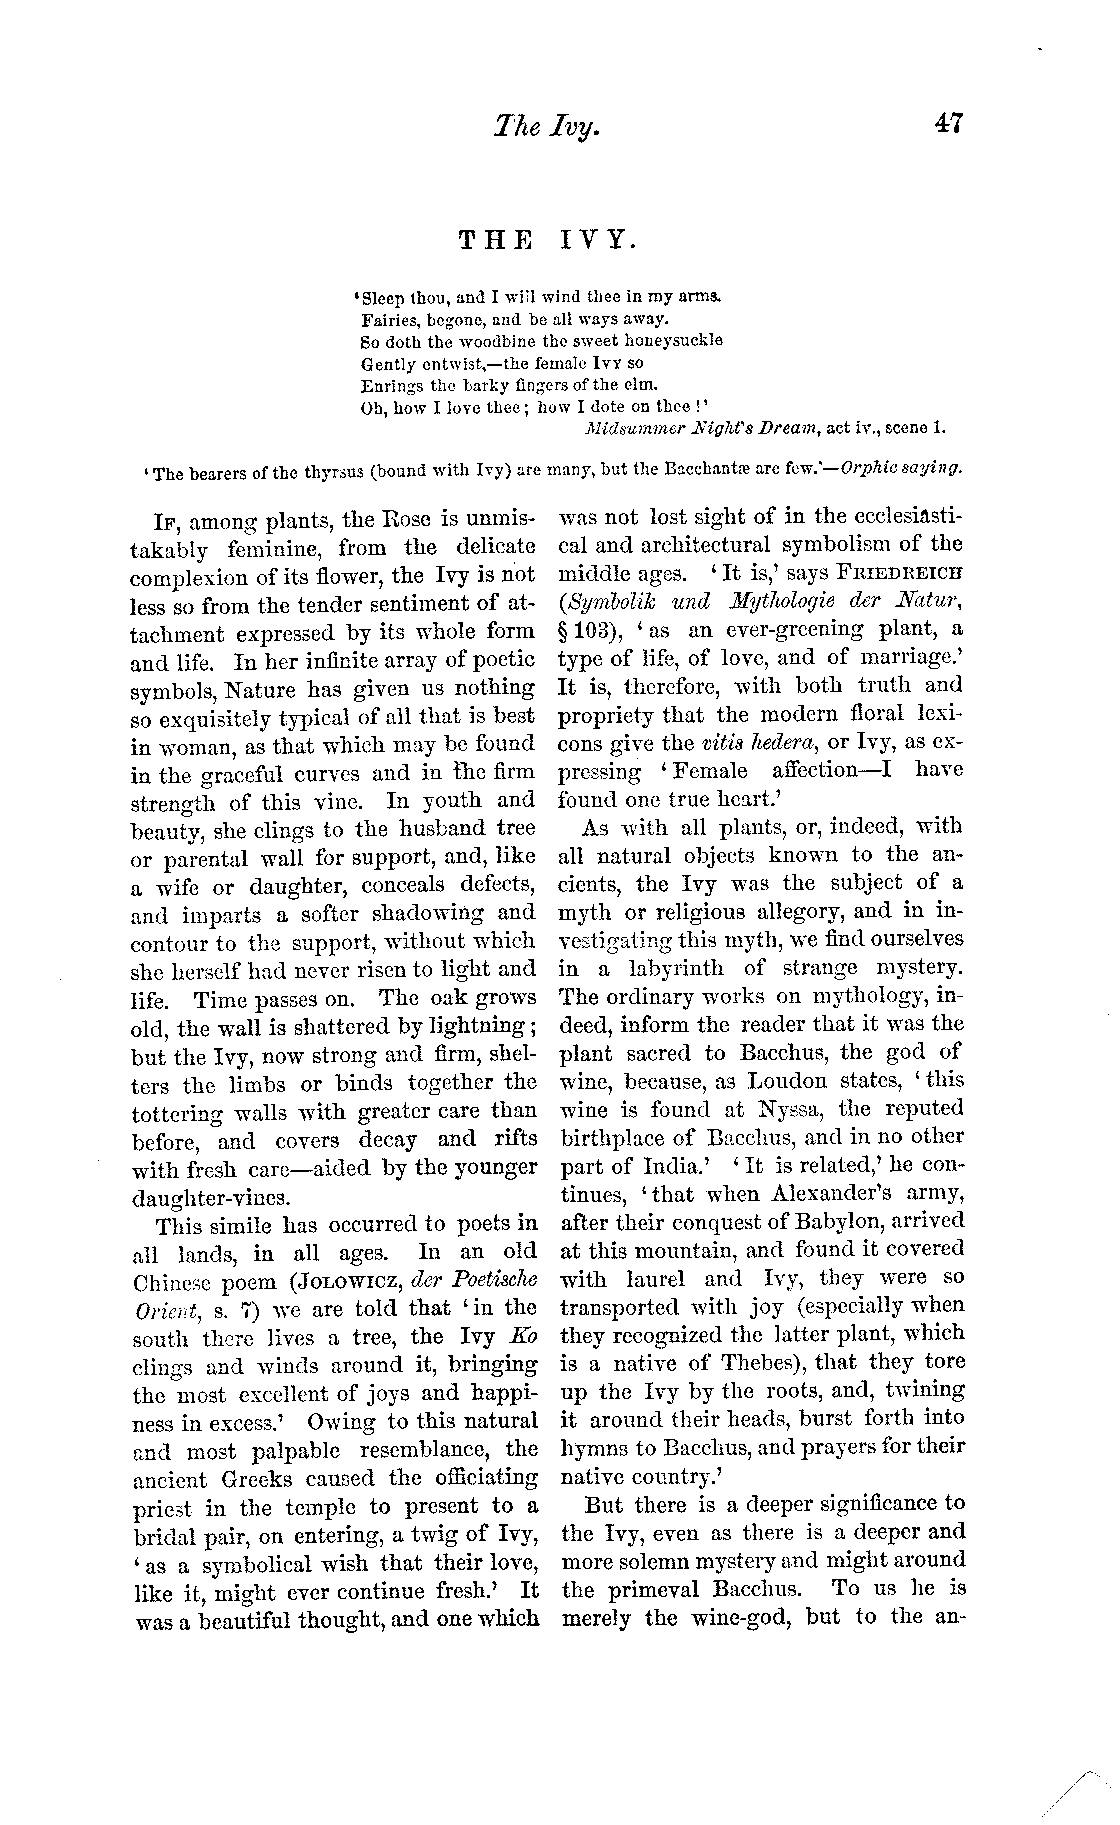 The Ivy. 47
THE IVY.
'Sleep thou, and I will wind thee in my arms.
Fairies, begone, and be all ways away.
So doth the woodbine the sweet honeysuckle
Gently entwist,—the female IVY so
Enrings the barky fingers of the elm.
Oh, how I love thee; how I dote on thee!'
Midsummer Night's Dream, act iv., scene 1.
'The bearers of the thyrsus (bound with Ivy) are many, but the Bacchantæ are few.'—Orphic saying.
IF, among plants, the Rose is unmis-
takably feminine, from the delicate
complexion of its flower, the Ivy is not
less so from the tender sentiment of at-
tachment expressed by its whole form
and life. In her infinite array of poetic
symbols, Nature has given us nothing
so exquisitely typical of all that is best
in woman, as that which may be found
in the graceful curves and in the firm
strength of this vine. In youth and
beauty, she clings to the husband tree
or parental wall for support, and, like
a wife or daughter, conceals defects,
and imparts a softer shadowing and
contour to the support, without which
she herself had never risen to light and
life. Time passes on. The oak grows
old, the wall is shattered by lightning;
but the Ivy, now strong and firm, shel-
ters the limbs or binds together the
tottering walls with greater care than
before, and covers decay and rifts
with fresh care—aided by the younger
daughter-vines.
This simile has occurred to poets in
all lands, in all ages. In an old
Chinese poem (JOLOWICZ, der Poetische
Orient, s. 7) we are told that 'in the
south there lives a tree, the Ivy Ko
clings and winds around it, bringing
the most excellent of joys and happi-
ness in excess.' Owing to this natural
and most palpable resemblance, the
ancient Greeks caused the officiating
priest in the temple to present to a
bridal pair, on entering, a twig of Ivy,
'as a symbolical wish that their love,
like it, might ever continue fresh.' It
was a beautiful thought, and one which
was not lost sight of in the ecclesiasti-
cal and architectural symbolism of the
middle ages. 'It is,' says FRIEDREICH
(Symbolik und Mythologie der Natur,
§ 103), 'as an ever-greening plant, a
type of life, of love, and of marriage.'
It is, therefore, with both truth and
propriety that the modern floral lexi-
cons give the vitis hedera, or Ivy, as ex-
pressing 'Female affection—I have
found one true heart.'
As with all plants, or, indeed, with
all natural objects known to the an-
cients, the Ivy was the subject of a
myth or religious allegory, and in in-
vestigating this myth, we find ourselves
in a labyrinth of strange mystery.
The ordinary works on mythology, in-
deed, inform the reader that it was the
plant sacred to Bacchus, the god of
wine, because, as Loudon states, 'this
wine is found at Nyssa, the reputed
birthplace of Bacchus, and in no other
part of India.' 'It is related,' he con-
tinues, 'that when Alexander's army,
after their conquest of Babylon, arrived
at this mountain, and found it covered
with laurel and Ivy, they were so
transported with joy (especially when
they recognized the latter plant, which
is a native of Thebes), that they tore
up the Ivy by the roots, and, twining
it around their heads, burst forth into
hymns to Bacchus, and prayers for their
native country.'
But there is a deeper significance to
the Ivy, even as there is a deeper and
more solemn mystery and might around
the primeval Bacchus. To us he is
merely the wine-god, but to the an-